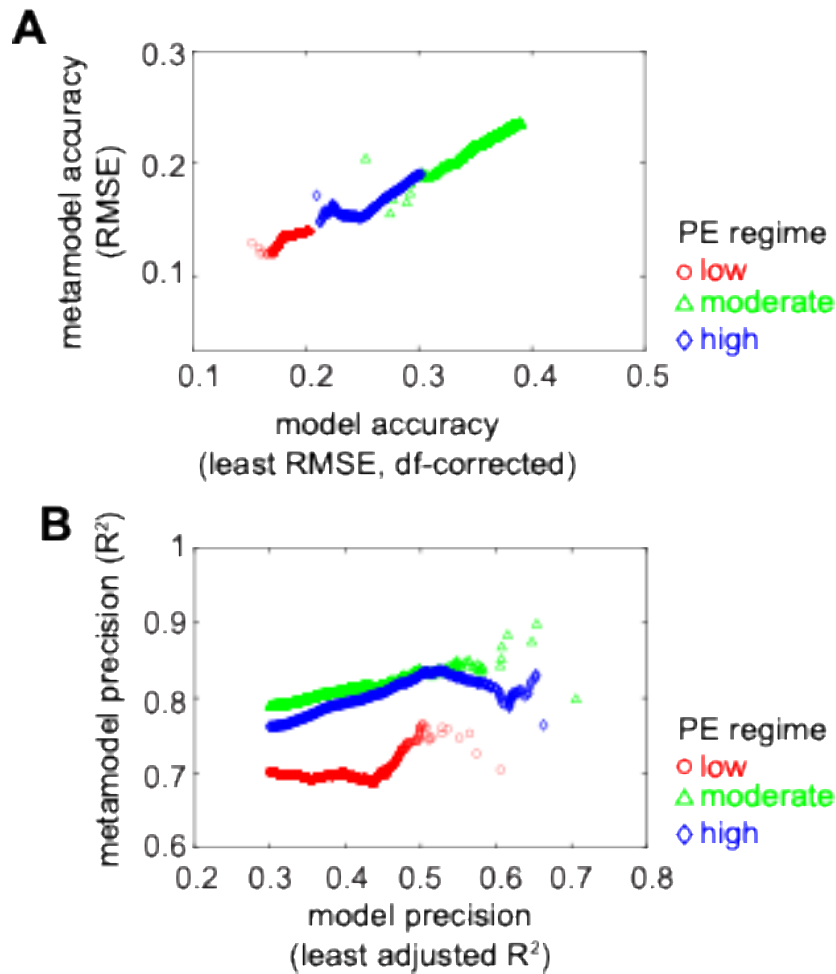 A
metamodel accuracy
(RMSE)
0.3
0.2
0.1
0.1 0.2 0.3 0.4 0.5
model accuracy
(least RMSE, df-corrected)
PE regime
low
moderate
high
B
metamodel precision (R²)
1
0.9
0.8
0.7
0.6
0.2 0.3 0.4 0.5 0.6 0.7 0.8
model precision
(least adjusted R²)
PE regime
low
moderate
high